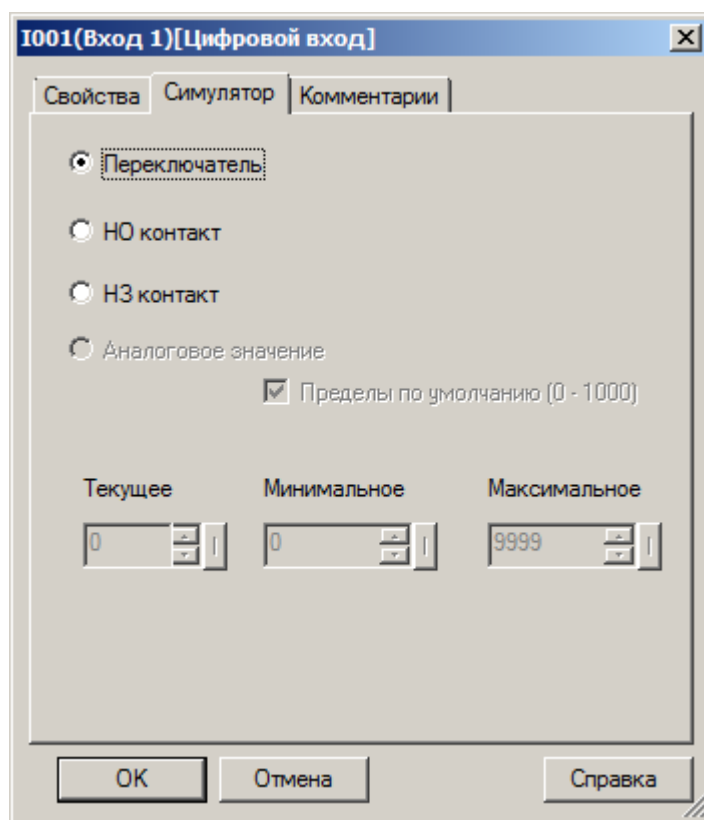 I001(Вход 1)[Цифровой вход]
Свойства Симулятор Комментарии
Переключатель
НО контакт
НЗ контакт
Аналоговое значение
Пределы по умолчанию (0 - 1000)
Текущее Минимальное Максимальное
0 0 9999
ОК Отмена Справка